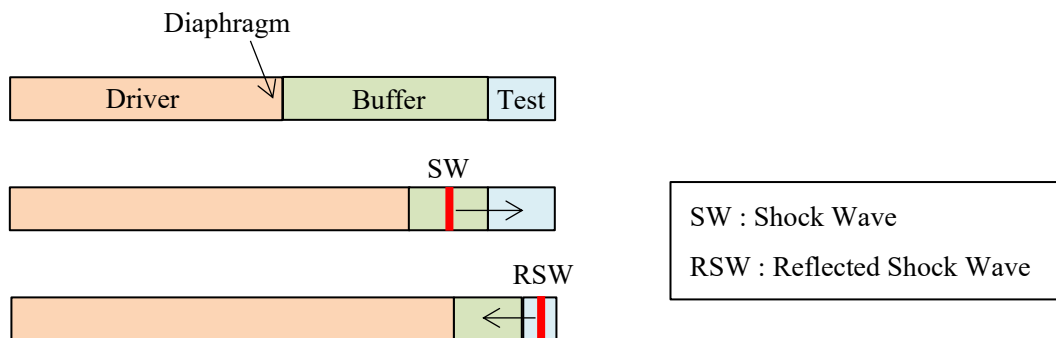 Diaphragm
Driver Buffer Test
SW
SW : Shock Wave
RSW : Reflected Shock Wave
RSW